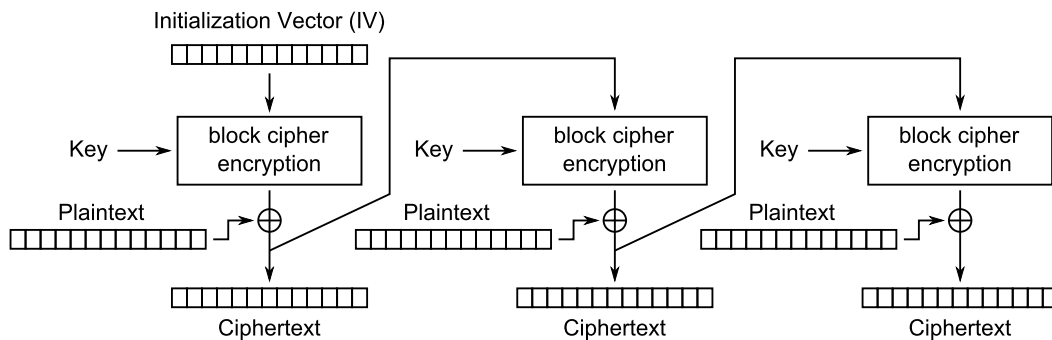 Initialization Vector (IV)
Key
block cipher
encryption
Plaintext
Ciphertext
Key
block cipher
encryption
Plaintext
Ciphertext
Key
block cipher
encryption
Plaintext
Ciphertext